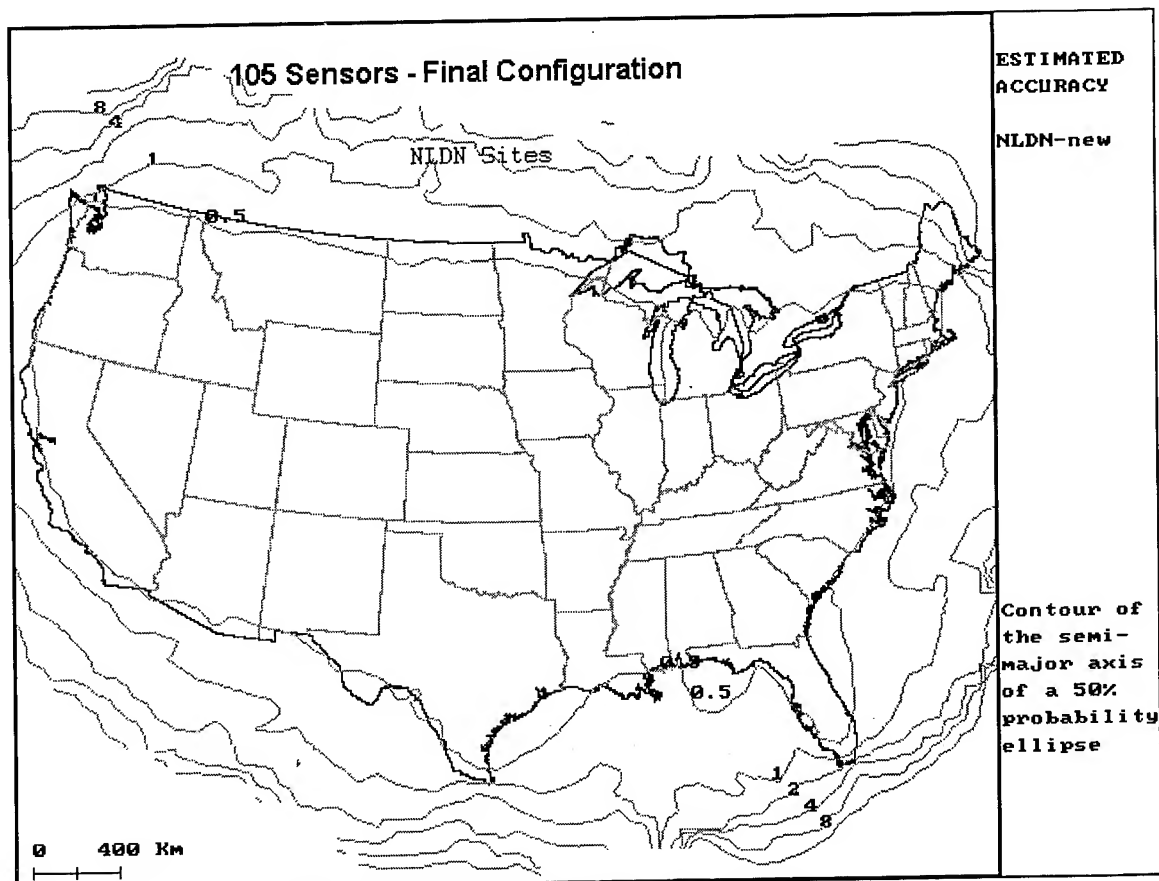 105 Sensors - Final Configuration
ESTIMATED
ACCURACY
NLDN-new
8
4
1
NLDN Sites
0.5
0.5
1
2
4
8
Contour of
the semi-
major axis
of a 50%
probability
ellipse
0 400 Km